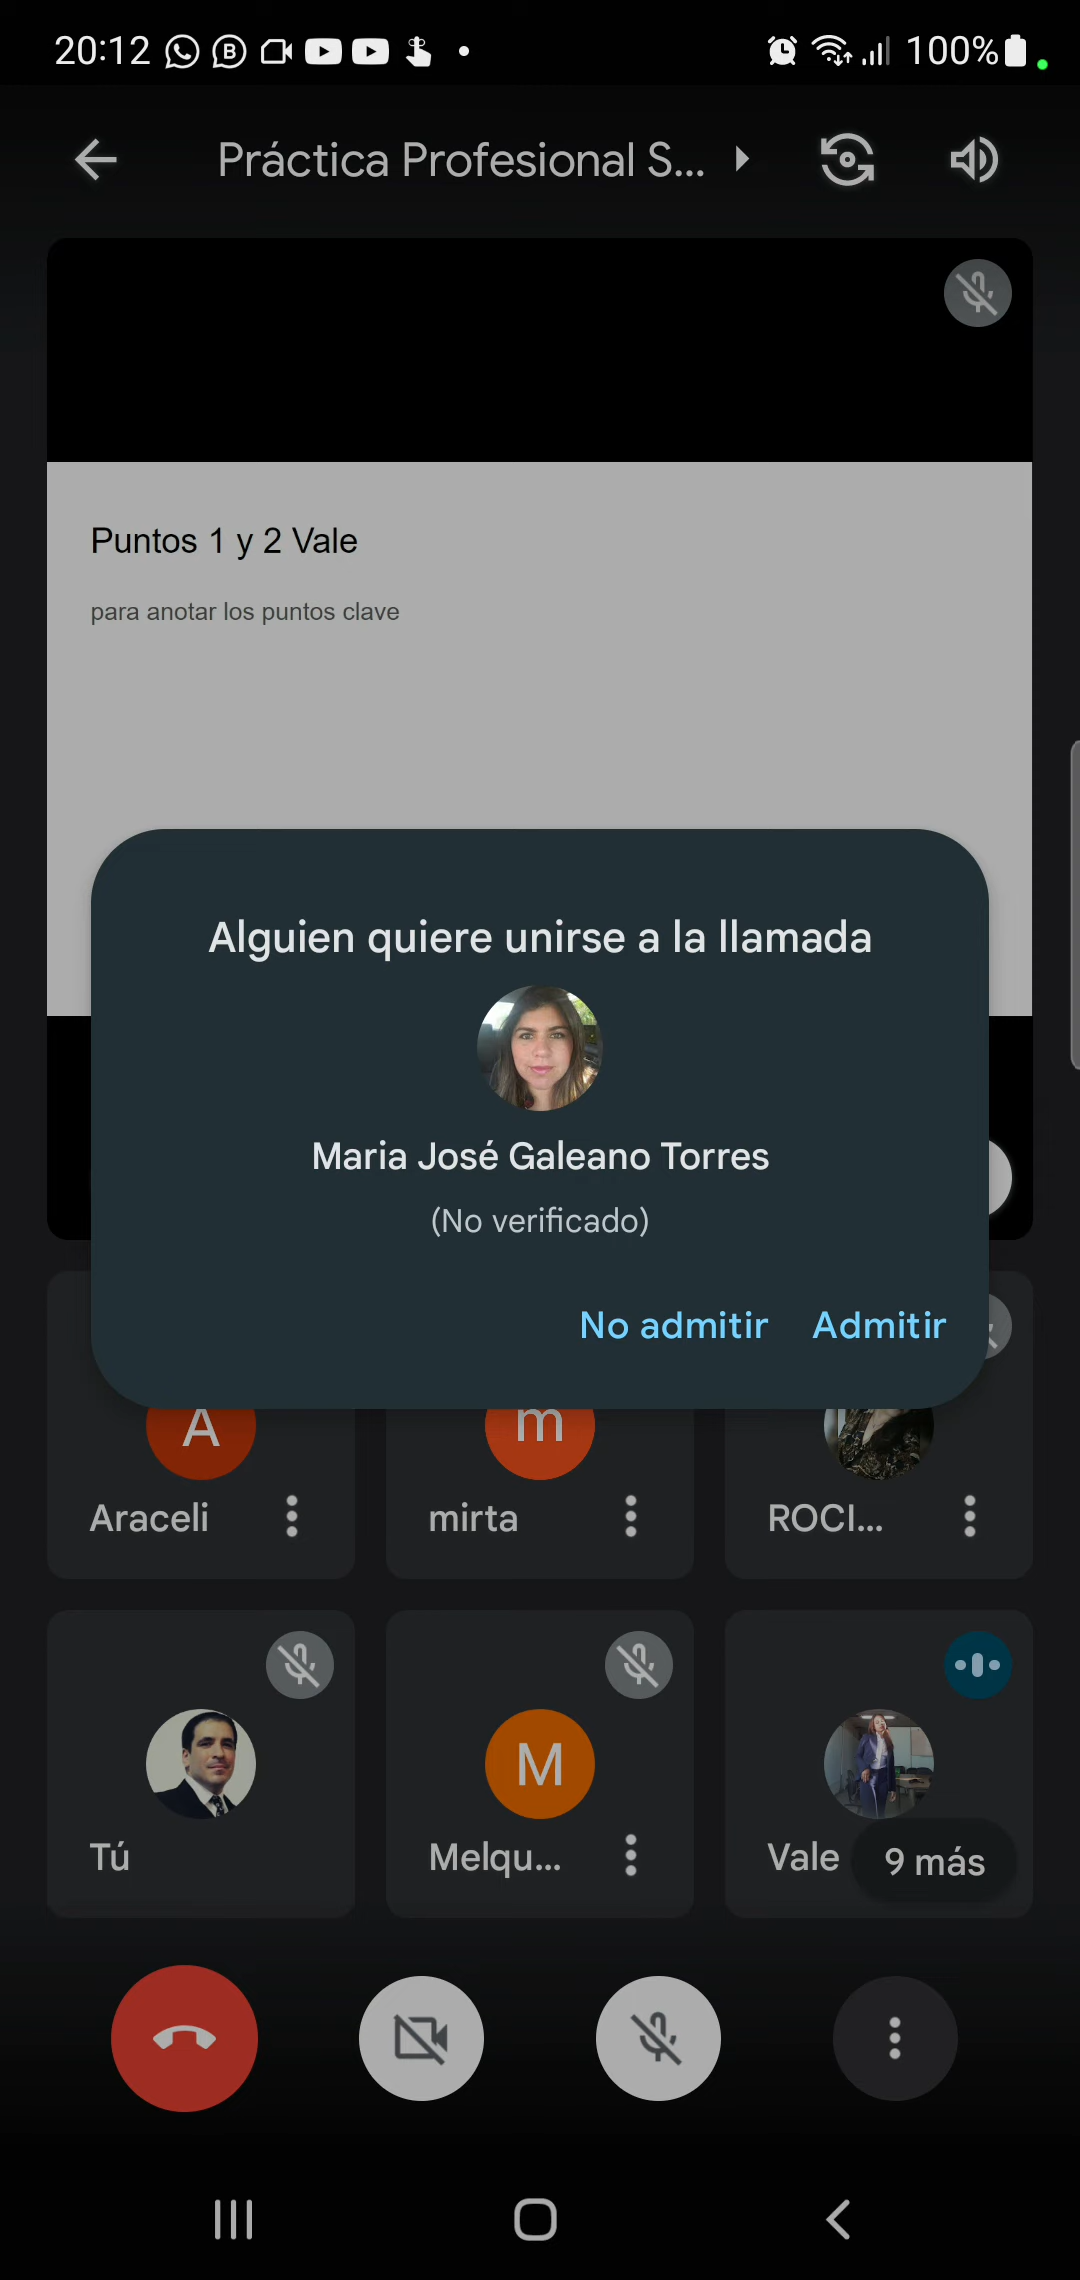 20:12
100%
Práctica Profesional S...
Puntos 1 y 2 Vale
para anotar los puntos clave
Alguien quiere unirse a la llamada
Maria José Galeano Torres
(No verificado)
No admitir Admitir
A m
Araceli mirta ROCI...
M
Tú Melqu... Vale 9 más